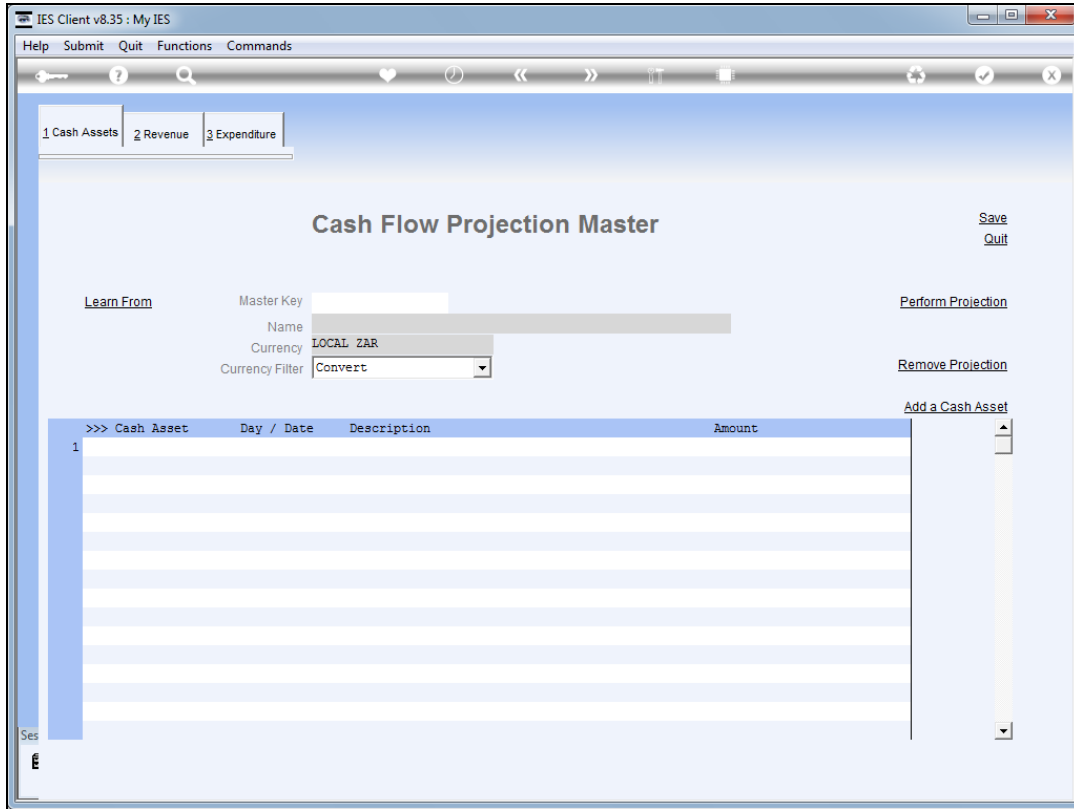 IES Client v8.35 : My IES
Help Submit Quit Functions Commands
1 Cash Assets 2 Revenue 3 Expenditure
Cash Flow Projection Master
Save
Quit
Learn From Master Key Perform Projection
Name
Currency LOCAL ZAR
Currency Filter Convert Remove Projection
Add a Cash Asset
>>> Cash Asset Day / Date Description Amount
1
Ses